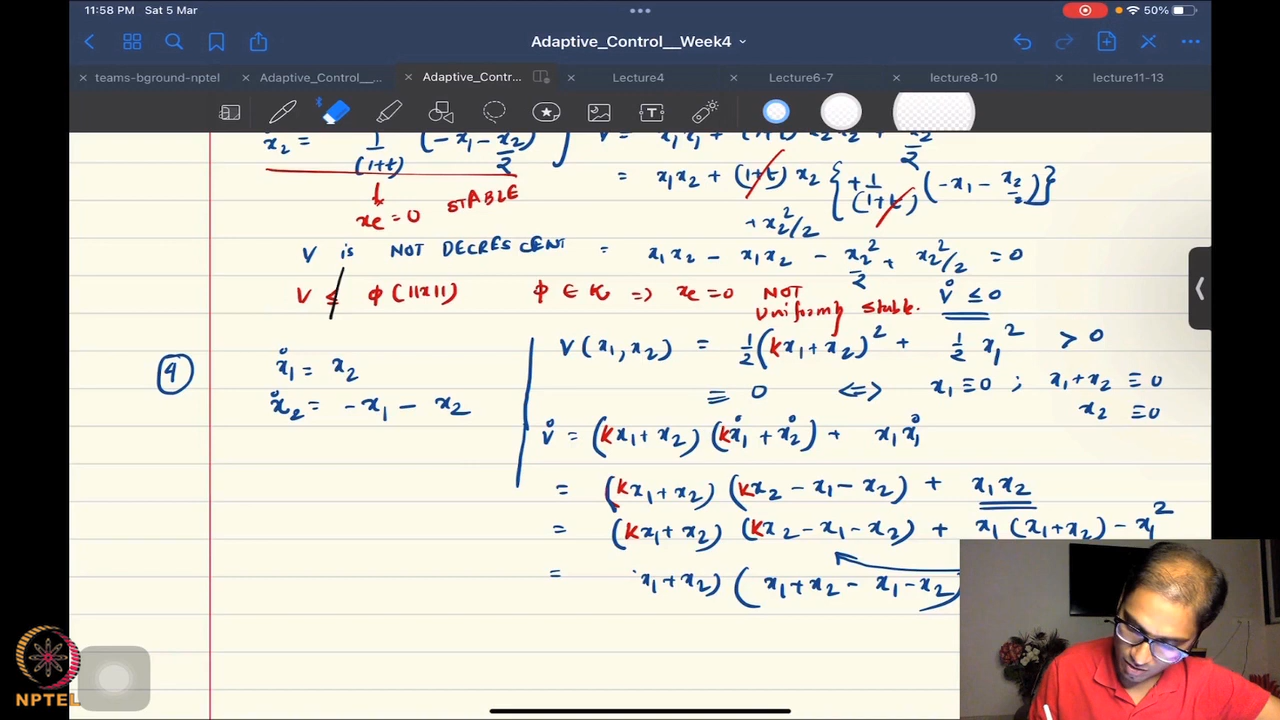 11:58 PM Sat 5 Mar
50%
Adaptive_Control__Week4
teams-bground-nptel
Adaptive_Control__...
Adaptive_Contr...
Lecture4
Lecture6-7
lecture8-10
lecture11-13
ẋ₂ = 1/(1+t) (-x₁ - x₂/2)
= x₁x₂ + (1+t) x₂ { +1/(1+t) (-x₁ - x₂/2) }
xe = 0 STABLE
+ x₂²/2
V is NOT DECRESCENT
= x₁x₂ - x₁x₂ - x₂²/2 + x₂²/2 = 0
V ≰ φ(||x||) φ ∈ K => xe = 0 NOT Uniformly stable.
V̇ ≤ 0
④ ẋ₁ = x₂
ẋ₂ = -x₁ - x₂
V(x₁, x₂) = ½(kx₁+x₂)² + ½ x₁² > 0
≡ 0 <=> x₁ ≡ 0 ; x₁+x₂ ≡ 0
x₂ ≡ 0
V̇ = (kx₁+x₂) (kẋ₁ + ẋ₂) + x₁ẋ₁
= (kx₁+x₂) (kx₂ - x₁ - x₂) + x₁x₂
= (kx₁+x₂) (kx₂ - x₁ - x₂) + x₁(x₁+x₂) - x₁²
= x₁+x₂) (x₁+x₂ - x₁-x₂)
NPTEL